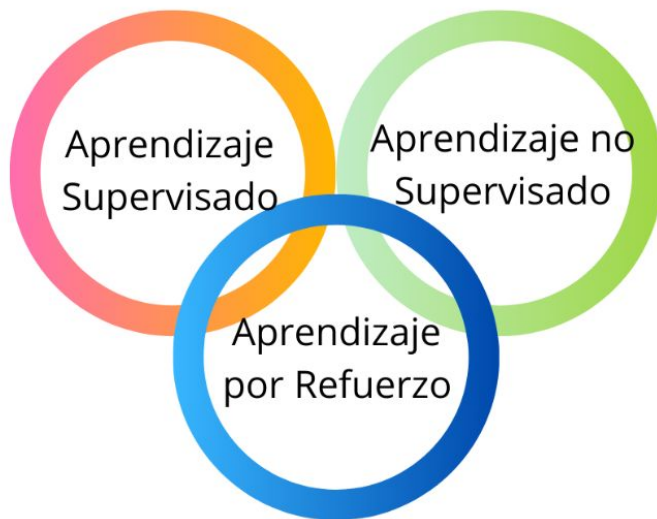 Aprendizaje
Supervisado
Aprendizaje no
Supervisado
Aprendizaje
por Refuerzo